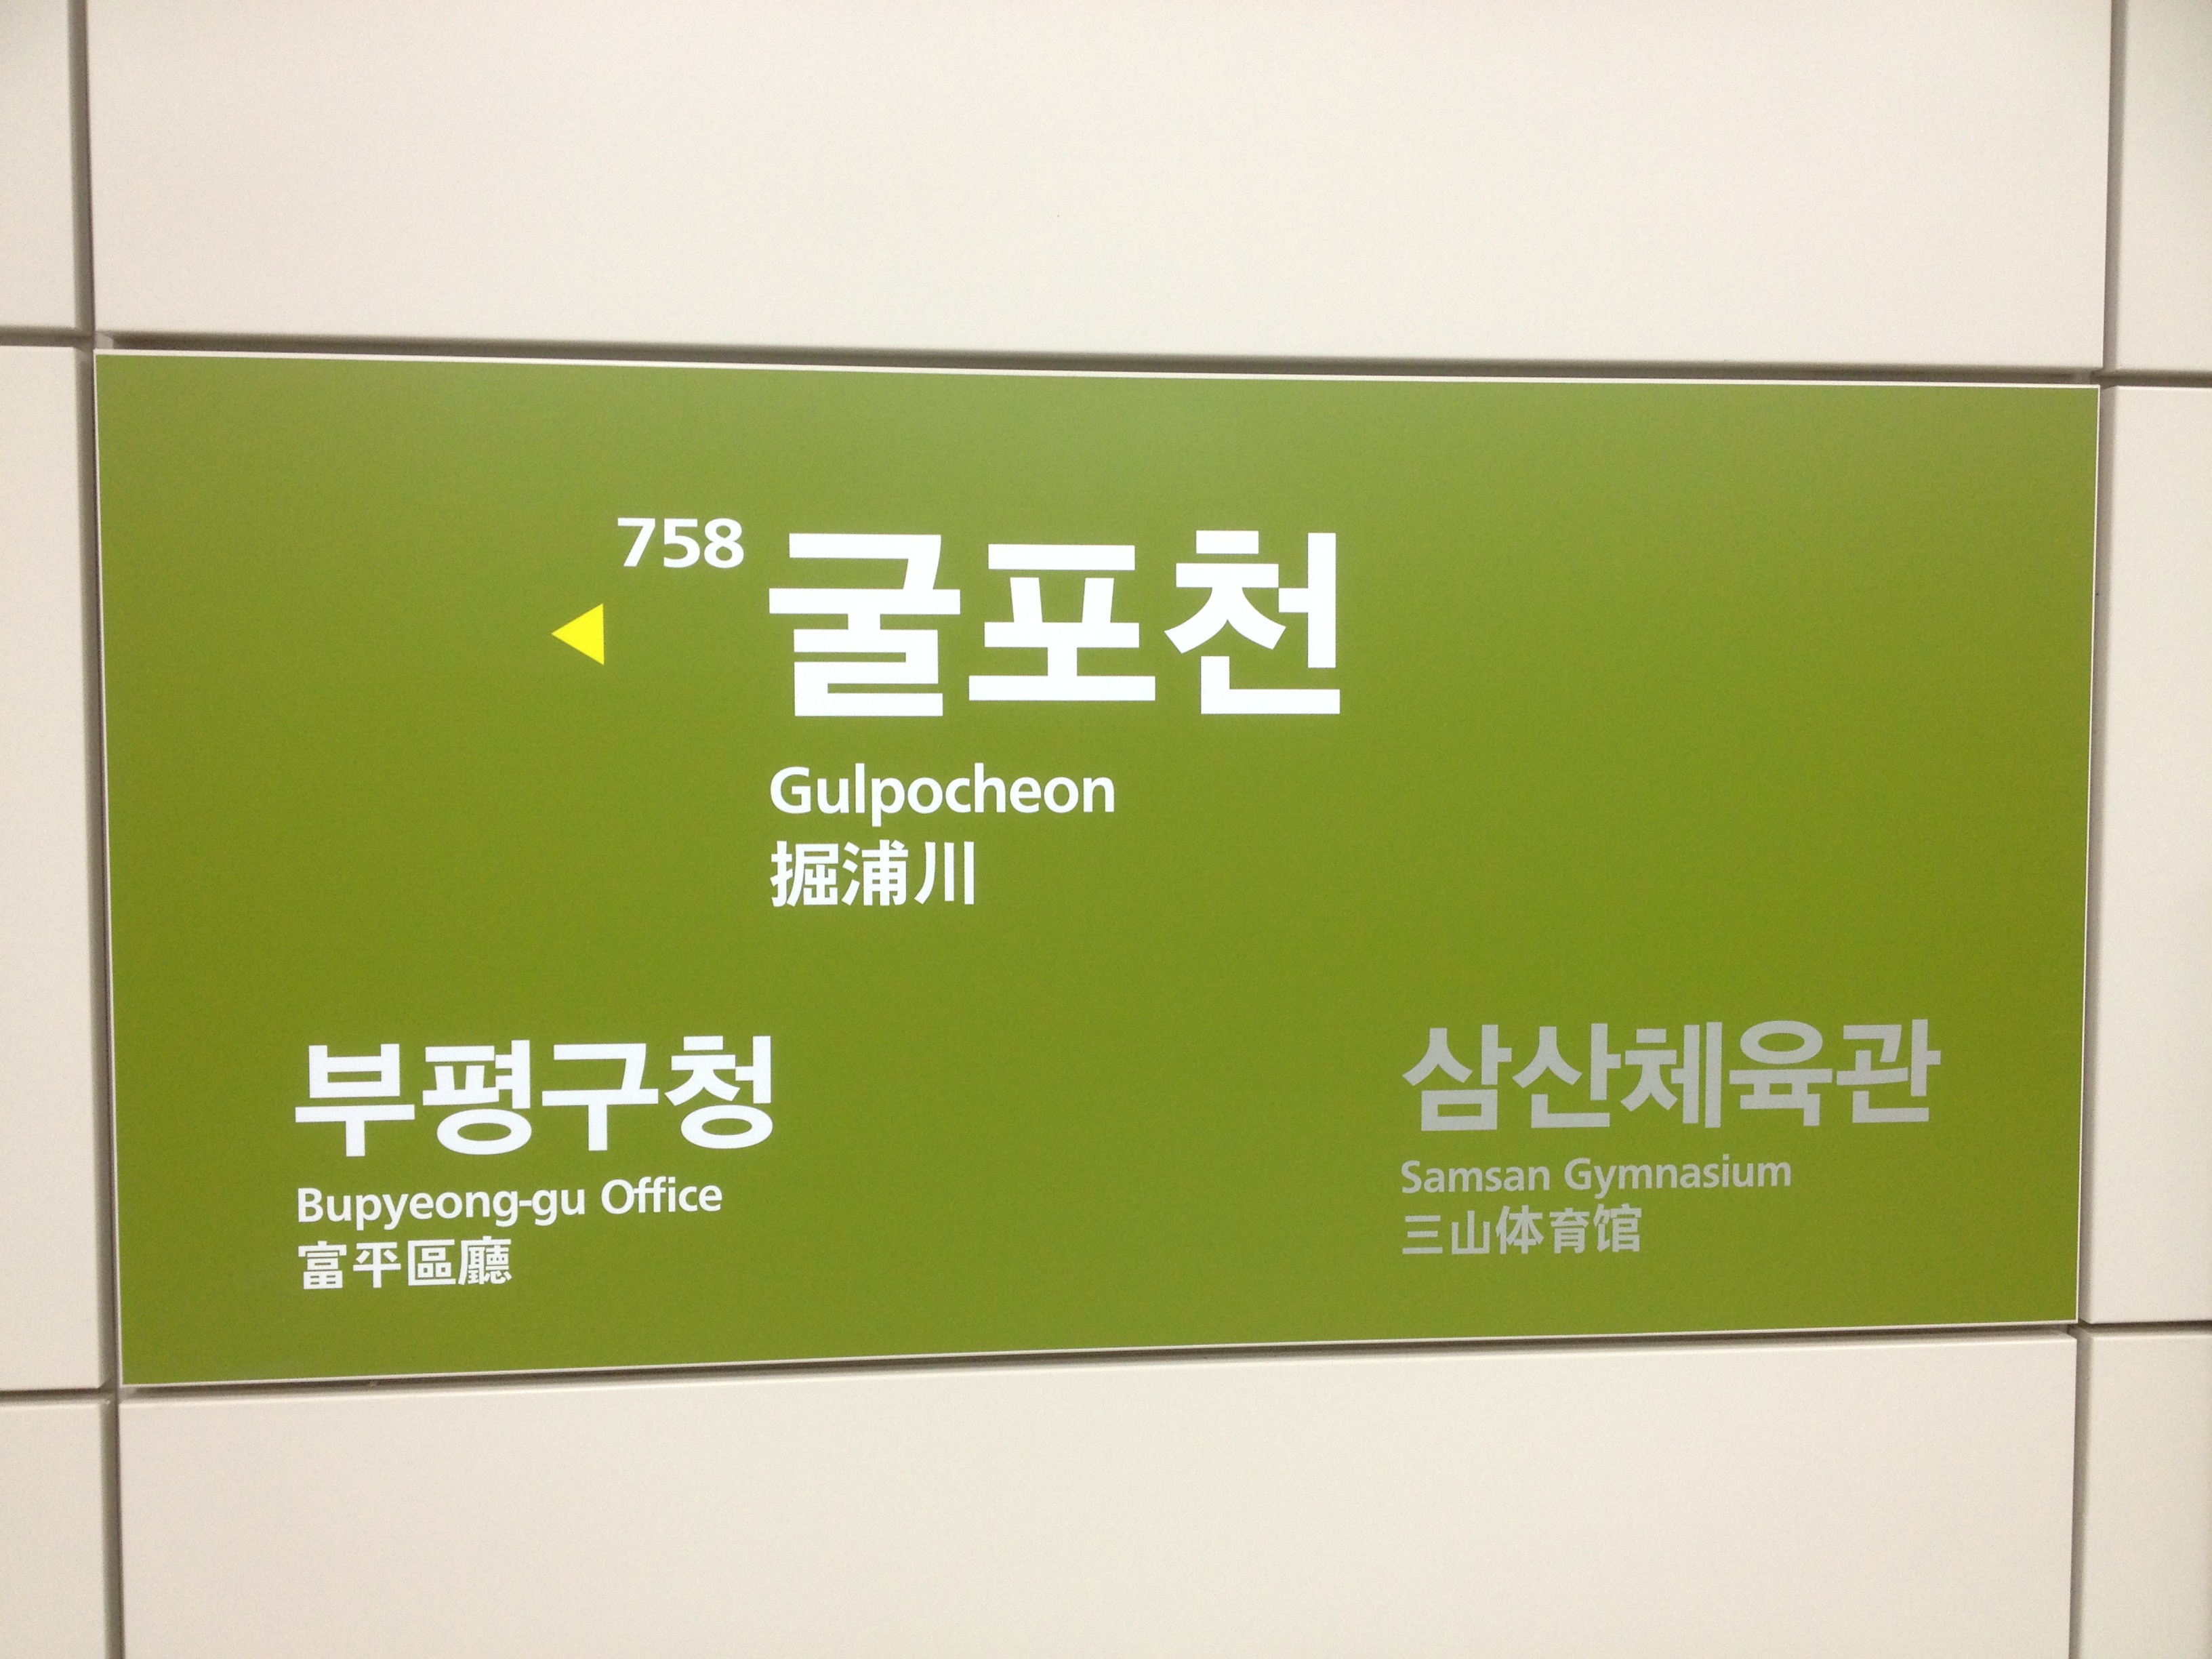 758
굴포천
Gulpocheon
掘浦川
부평구청
Bupyeong-gu Office
富平區廳
삼산체육관
Samsan Gymnasium
三山体育馆